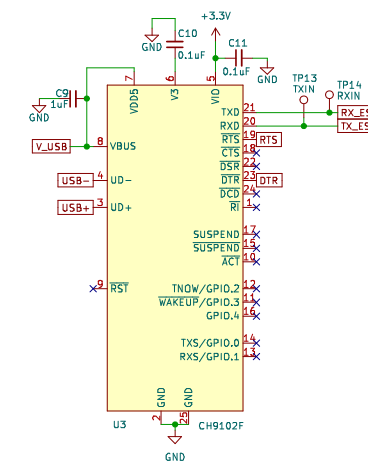 +3.3V
C10
GND
0.1uF
C11
0.1uF
GND
C9
1uF
GND
7
6
5
VDD5
V3
VIO
TP13
TXIN
TP14
RXIN
V_USB
8
VBUS
USB-
4
UD-
USB+
3
UD+
9
RST
TXD
21
RX_ES
RXD
20
TX_ES
RTS
19
RTS
CTS
18
DSR
22
DTR
23
DTR
DCD
24
RI
1
SUSPEND
17
SUSPEND
15
ACT
10
TNOW/GPIO.2
12
WAKEUP/GPIO.3
11
GPIO.4
16
TXS/GPIO.0
14
RXS/GPIO.1
13
GND
GND
2
25
U3
CH9102F
GND